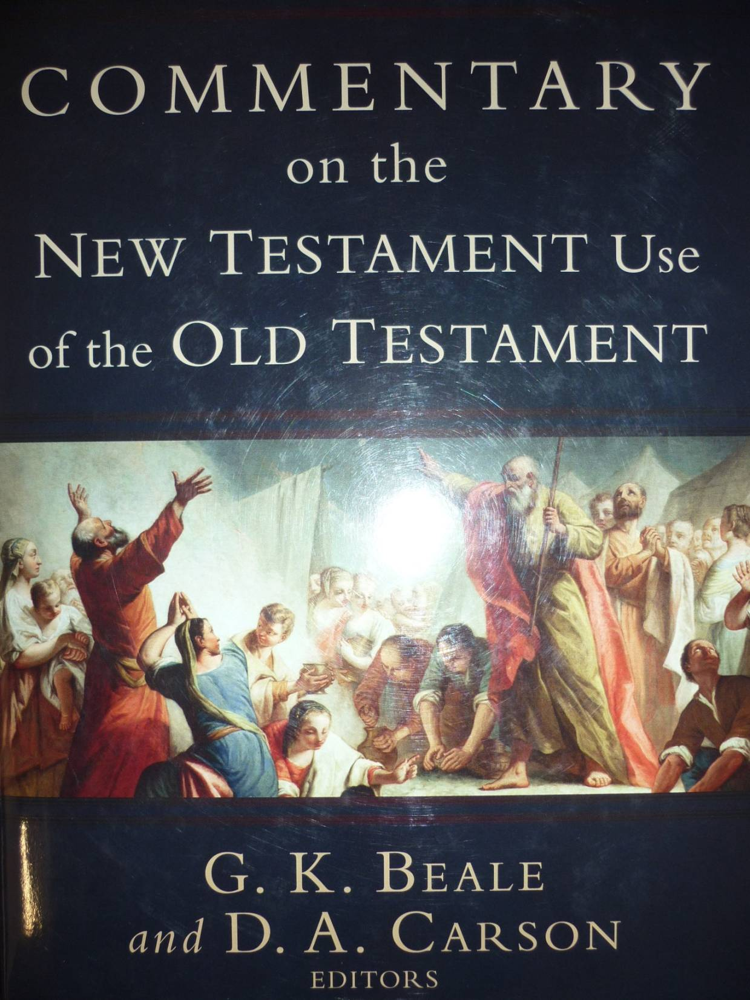 COMMENTARY
on the
NEW TESTAMENT Use
of the OLD TESTAMENT
G. K. BEALE
and D. A. CARSON
EDITORS